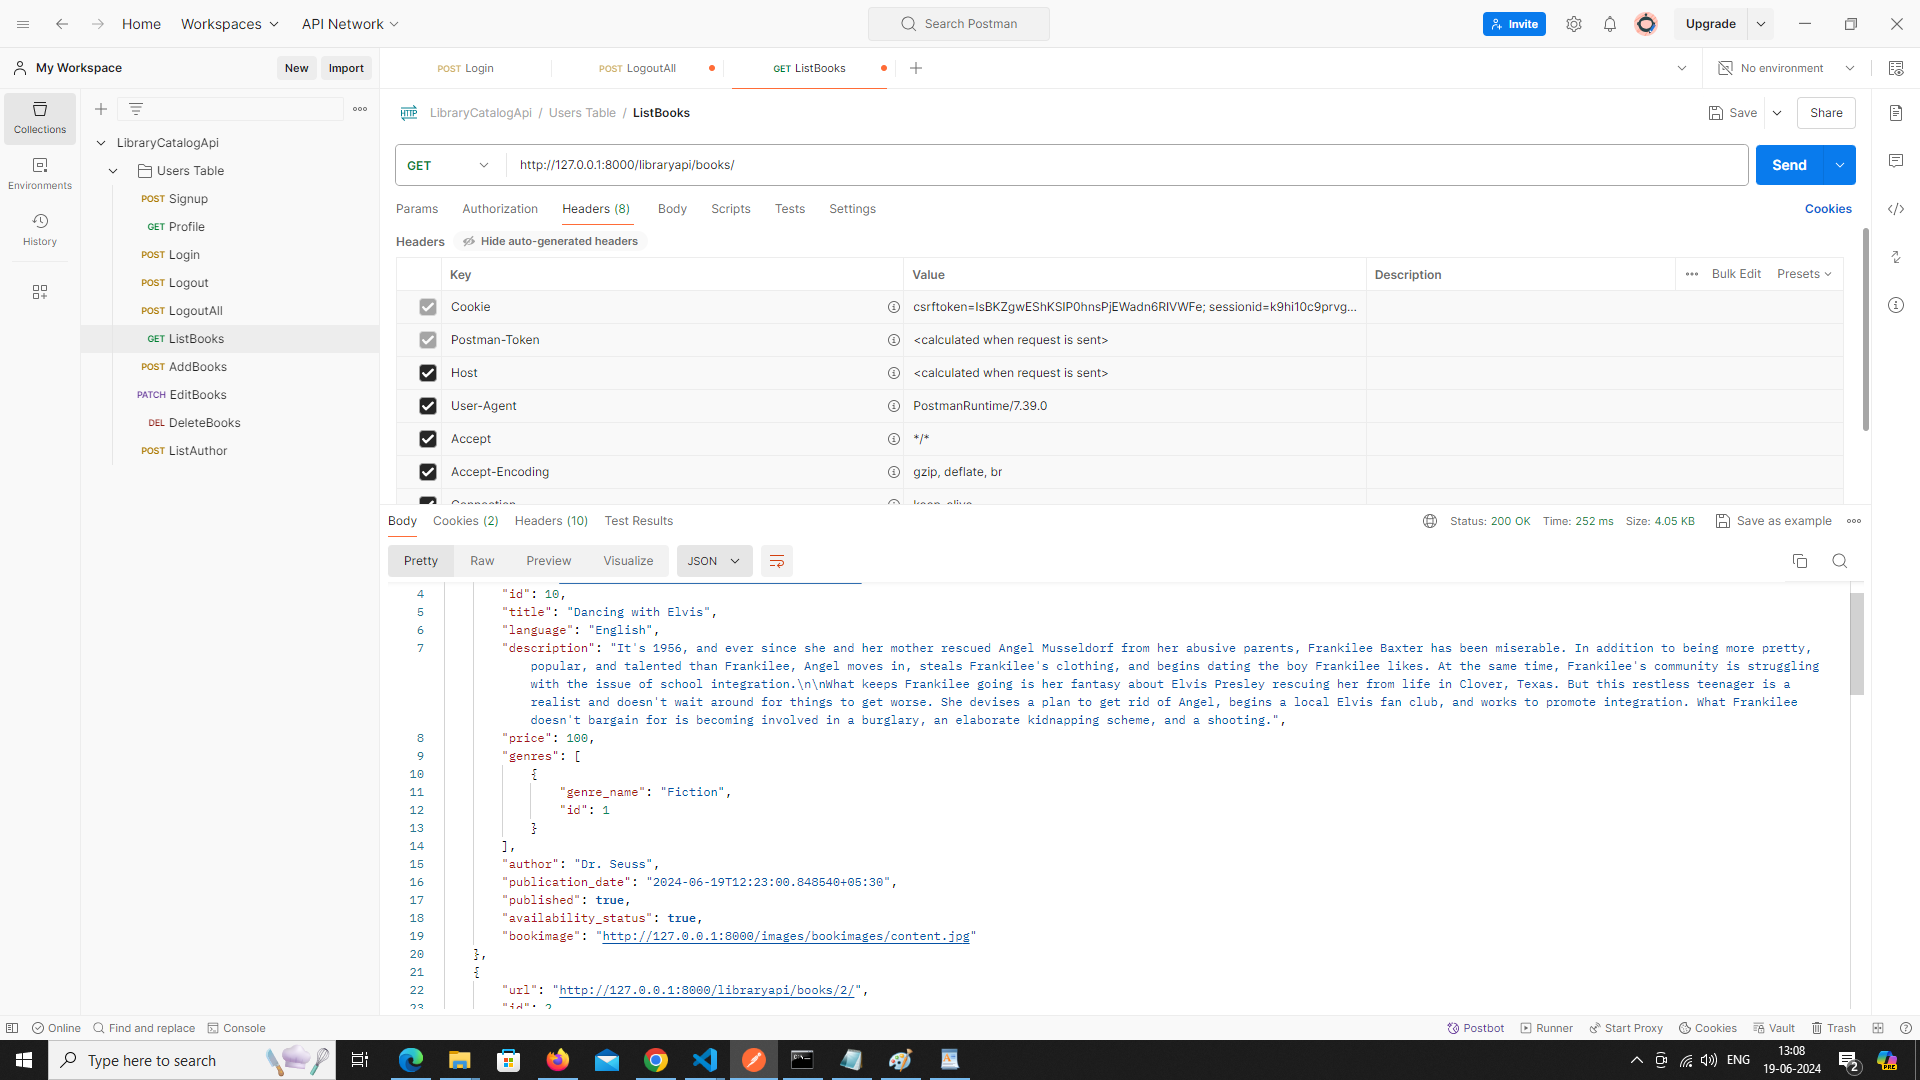 Home Workspaces API Network Search Postman Invite Upgrade
My Workspace New Import POST Login POST LogoutAll GET ListBooks No environment
Collections
Environments
History
LibraryCatalogApi
Users Table
POST Signup
GET Profile
POST Login
POST Logout
POST LogoutAll
GET ListBooks
POST AddBooks
PATCH EditBooks
DEL DeleteBooks
POST ListAuthor
HTTP LibraryCatalogApi / Users Table / ListBooks Save Share
GET http://127.0.0.1:8000/libraryapi/books/ Send
Params Authorization Headers (8) Body Scripts Tests Settings Cookies
Headers Hide auto-generated headers
Key Value Description Bulk Edit Presets
Cookie csrftoken=IsBKZgwEShKSIP0hnsPjEWadn6RIVWFe; sessionid=k9hi10c9prvg...
Postman-Token <calculated when request is sent>
Host <calculated when request is sent>
User-Agent PostmanRuntime/7.39.0
Accept */*
Accept-Encoding gzip, deflate, br
Connection keep-alive
Body Cookies (2) Headers (10) Test Results Status: 200 OK Time: 252 ms Size: 4.05 KB Save as example
Pretty Raw Preview Visualize JSON
4 "id": 10,
5 "title": "Dancing with Elvis",
6 "language": "English",
7 "description": "It's 1956, and ever since she and her mother rescued Angel Musseldorf from her abusive parents, Frankilee Baxter has been miserable. In addition to being more pretty,
popular, and talented than Frankilee, Angel moves in, steals Frankilee's clothing, and begins dating the boy Frankilee likes. At the same time, Frankilee's community is struggling
with the issue of school integration.\n\nWhat keeps Frankilee going is her fantasy about Elvis Presley rescuing her from life in Clover, Texas. But this restless teenager is a
realist and doesn't wait around for things to get worse. She devises a plan to get rid of Angel, begins a local Elvis fan club, and works to promote integration. What Frankilee
doesn't bargain for is becoming involved in a burglary, an elaborate kidnapping scheme, and a shooting.",
8 "price": 100,
9 "genres": [
10 {
11 "genre_name": "Fiction",
12 "id": 1
13 }
14 ],
15 "author": "Dr. Seuss",
16 "publication_date": "2024-06-19T12:23:00.848540+05:30",
17 "published": true,
18 "availability_status": true,
19 "bookimage": "http://127.0.0.1:8000/images/bookimages/content.jpg"
20 },
21 {
22 "url": "http://127.0.0.1:8000/libraryapi/books/2/",
23 "id": 2
Online Find and replace Console Postbot Runner Start Proxy Cookies Vault Trash
Type here to search ENG 13:08
19-06-2024
2
PRE